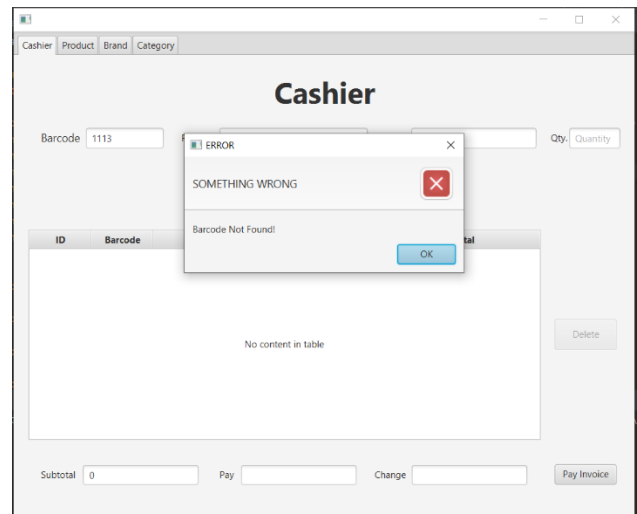 Cashier Product Brand Category
Cashier
Barcode 1113 Qty. Quantity
ERROR
SOMETHING WRONG
Barcode Not Found!
OK
ID Barcode
No content in table
Delete
Subtotal 0 Pay Change Pay Invoice